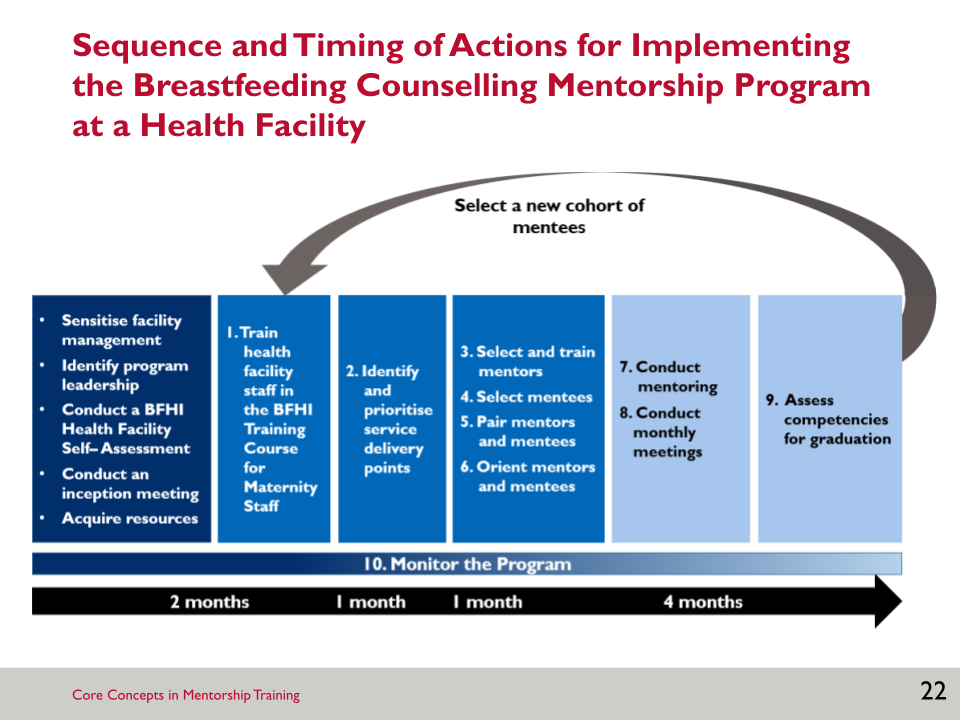 Sequence and Timing of Actions for Implementing
the Breastfeeding Counselling Mentorship Program
at a Health Facility
Select a new cohort of
mentees
• Sensitise facility
management
• Identify program
leadership
• Conduct a BFHI
Health Facility
Self–Assessment
• Conduct an
inception meeting
• Acquire resources
1. Train
health
facility
staff in
the BFHI
Training
Course
for
Maternity
Staff
2. Identify
and
prioritise
service
delivery
points
3. Select and train
mentors
4. Select mentees
5. Pair mentors
and mentees
6. Orient mentors
and mentees
7. Conduct
mentoring
8. Conduct
monthly
meetings
9. Assess
competencies
for graduation
10. Monitor the Program
2 months 1 month 1 month 4 months
Core Concepts in Mentorship Training
22